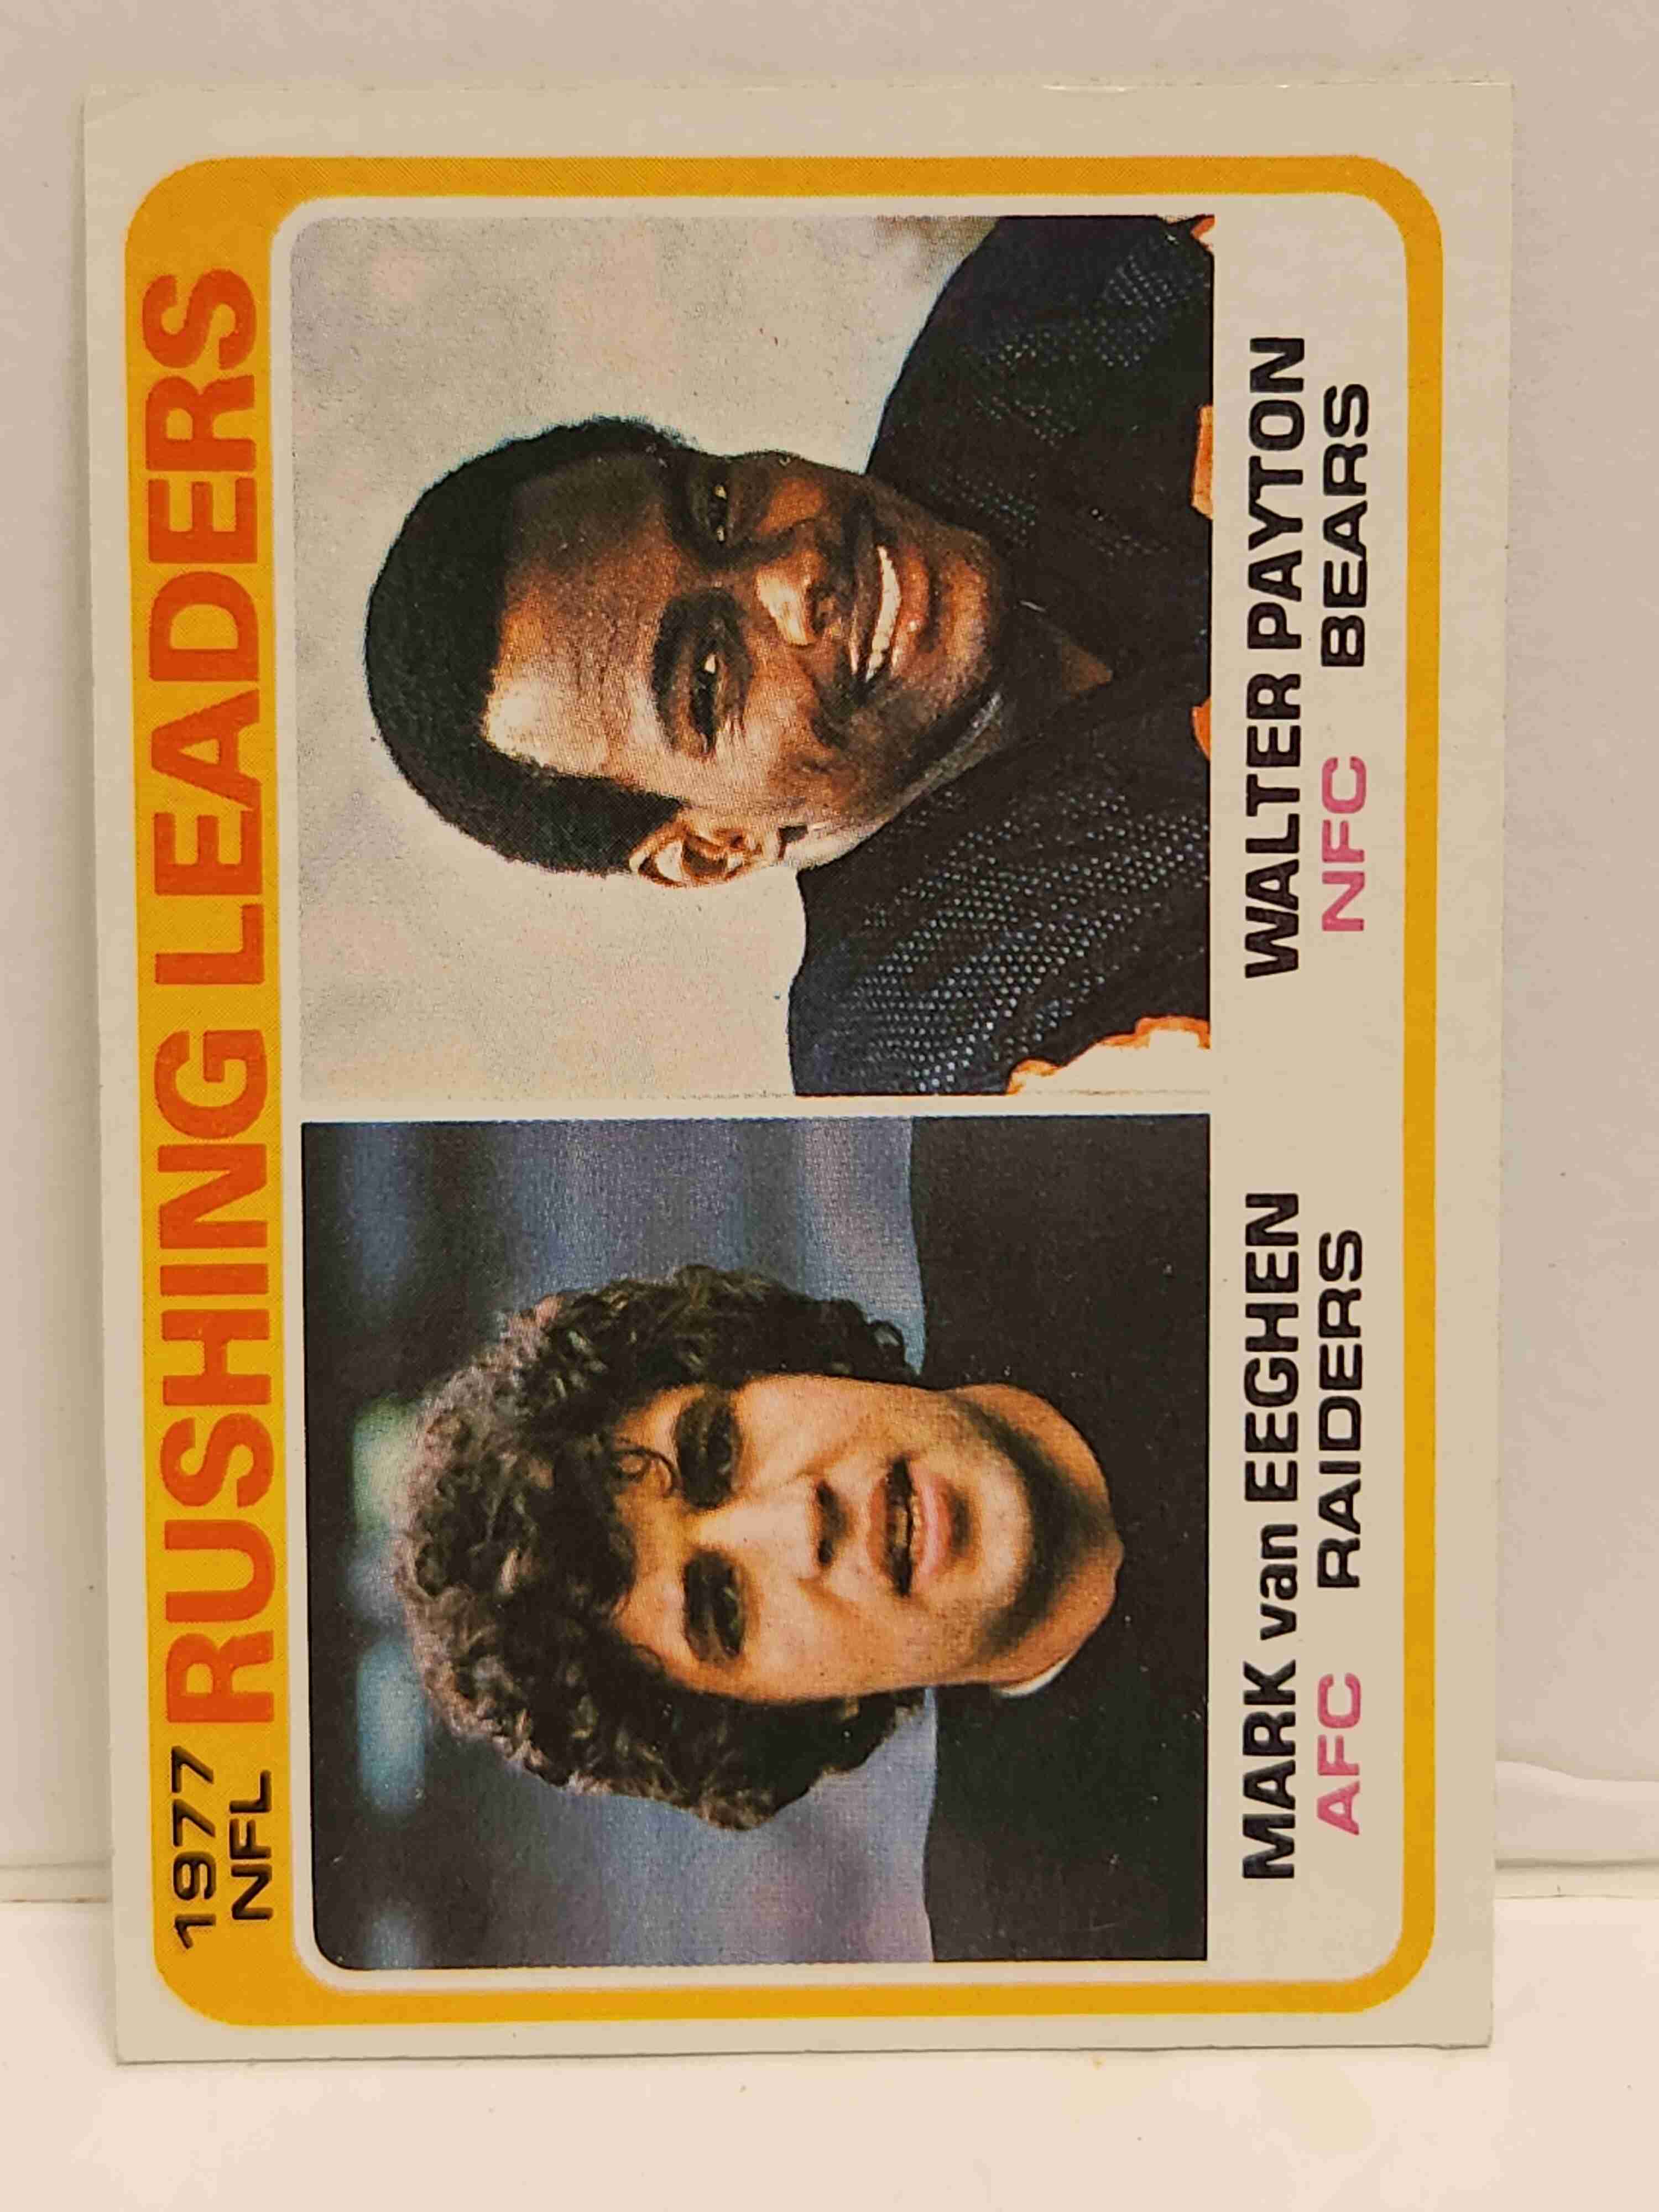 1977
NFL
RUSHING LEADERS
MARK van EEGHEN
AFC RAIDERS
WALTER PAYTON
NFC BEARS